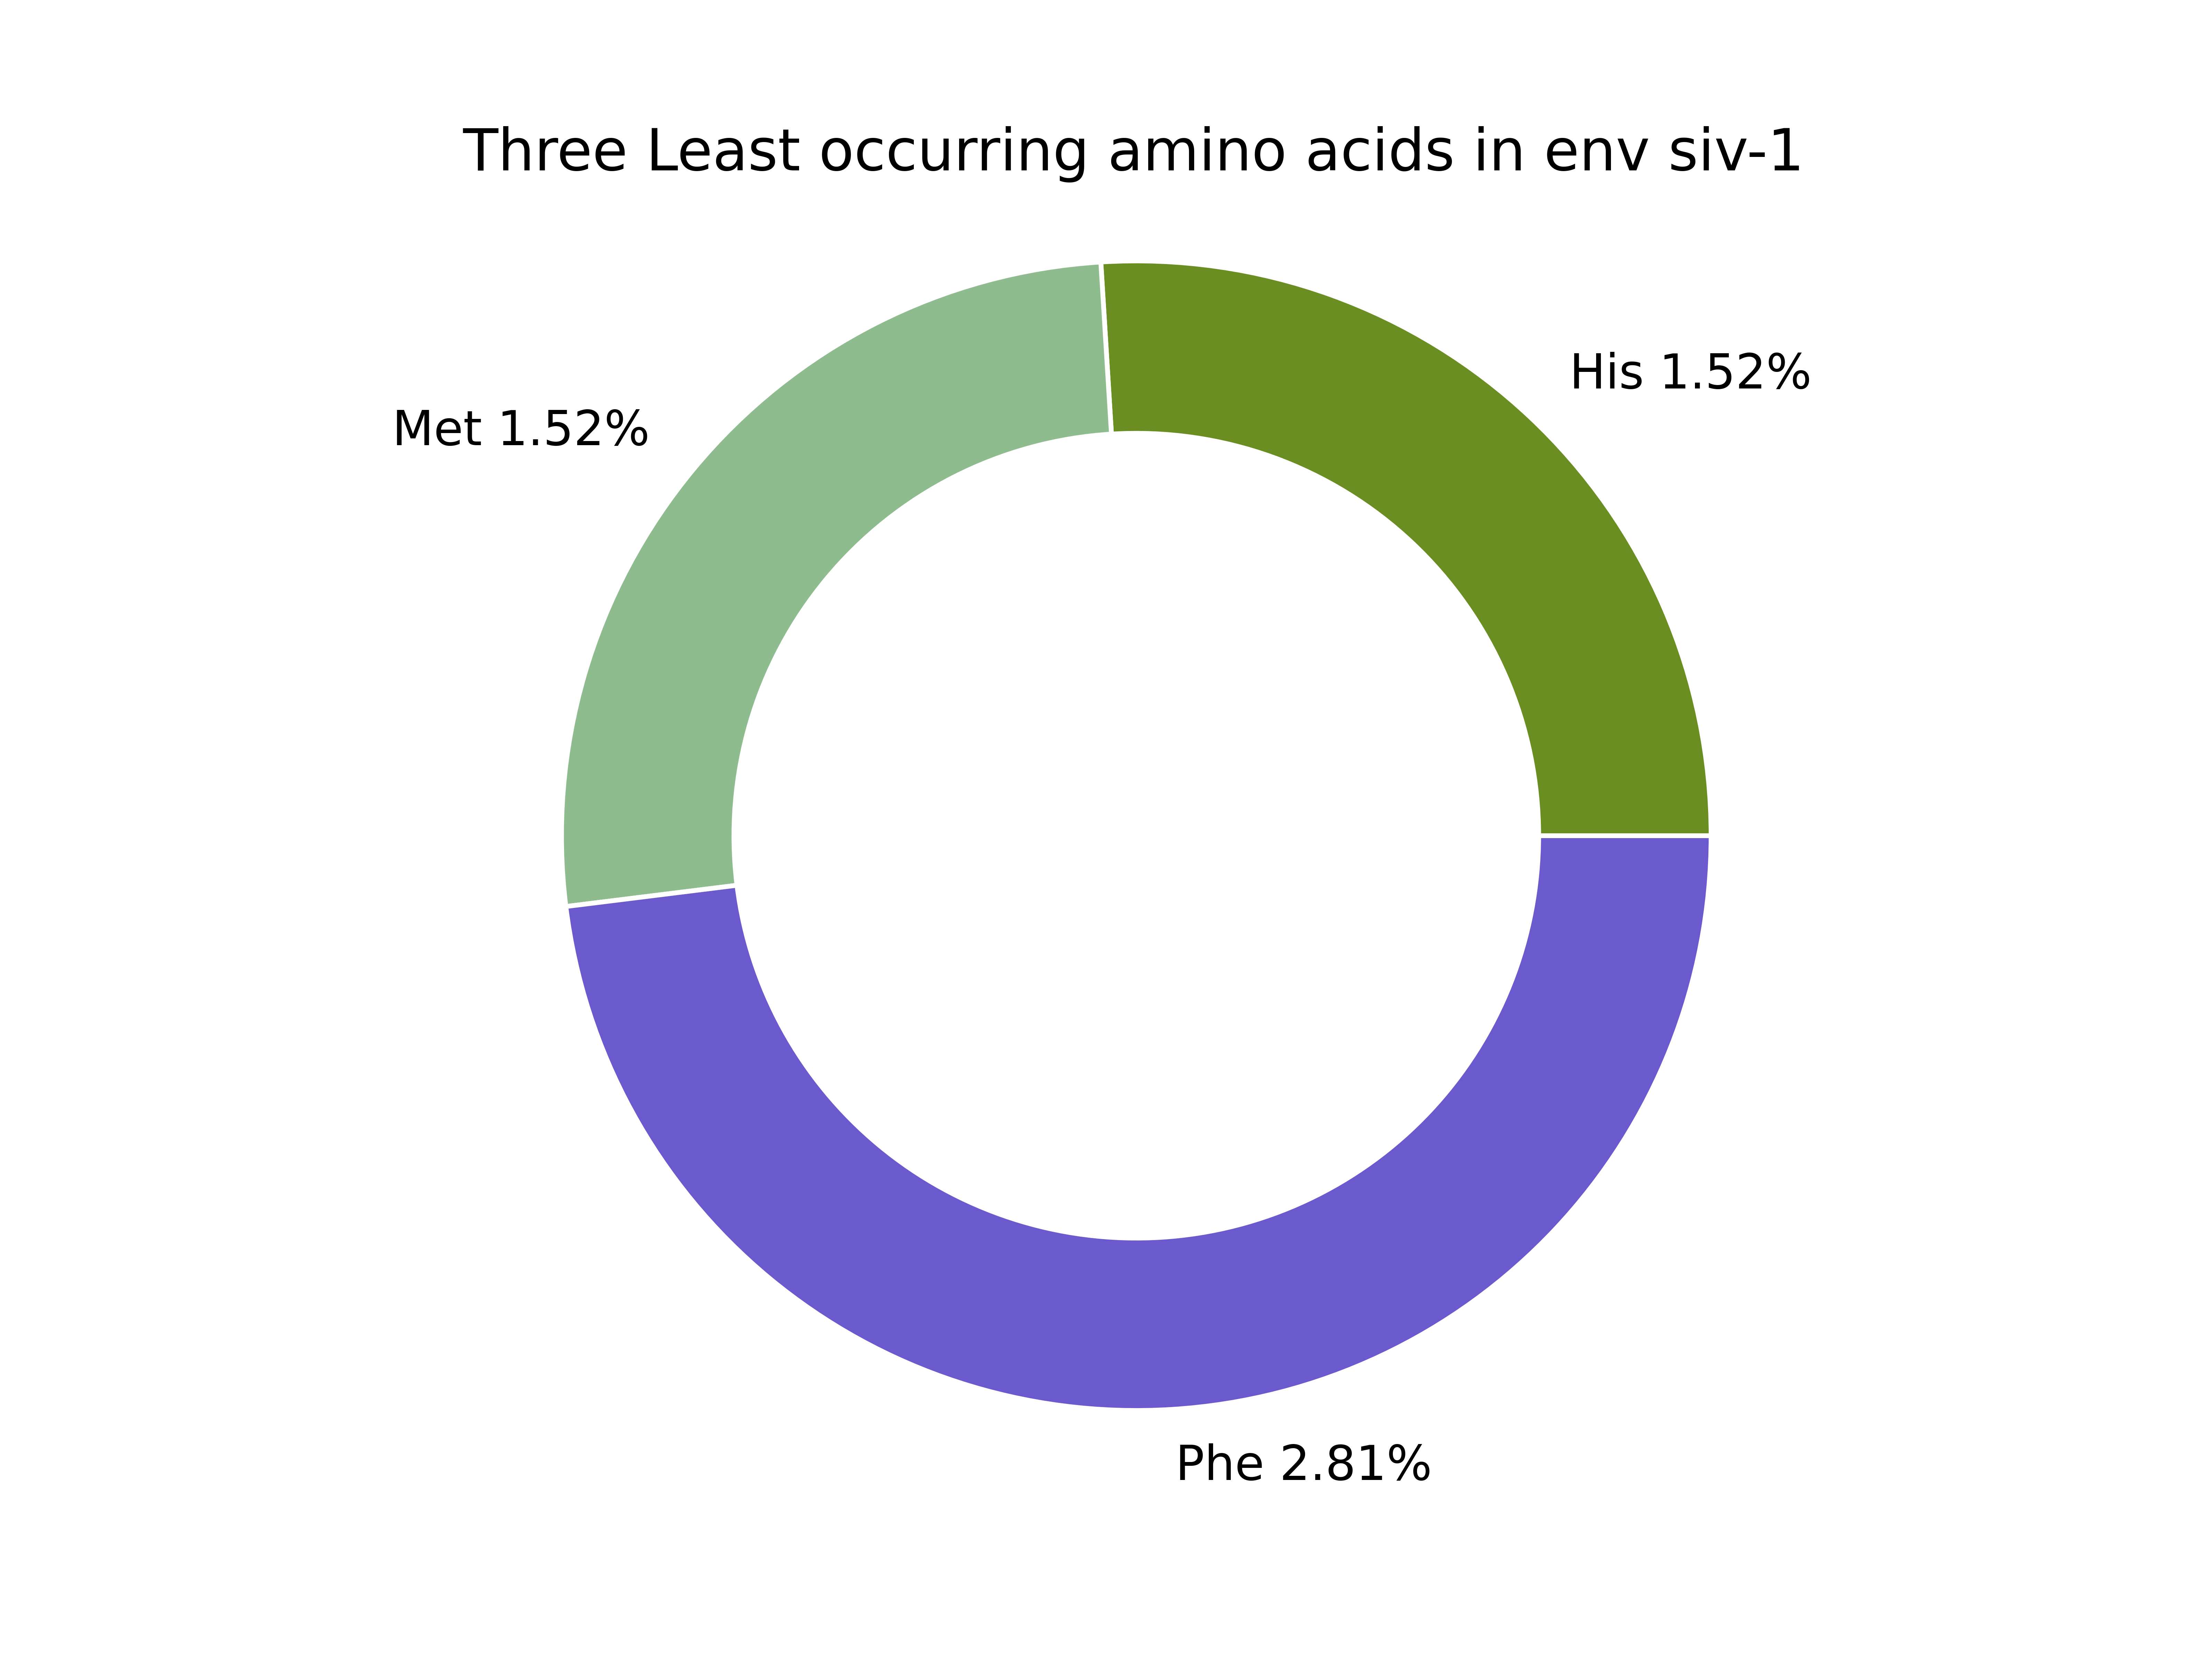 Three Least occurring amino acids in env siv-1
His 1.52%
Met 1.52%
Phe 2.81%